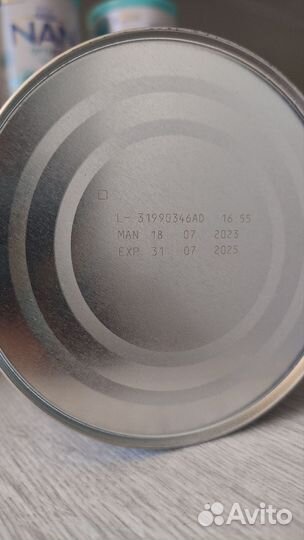 NAN
L- 31990346AD 16 55
MAN 18 07 2023
EXP 31 07 2025
Avito